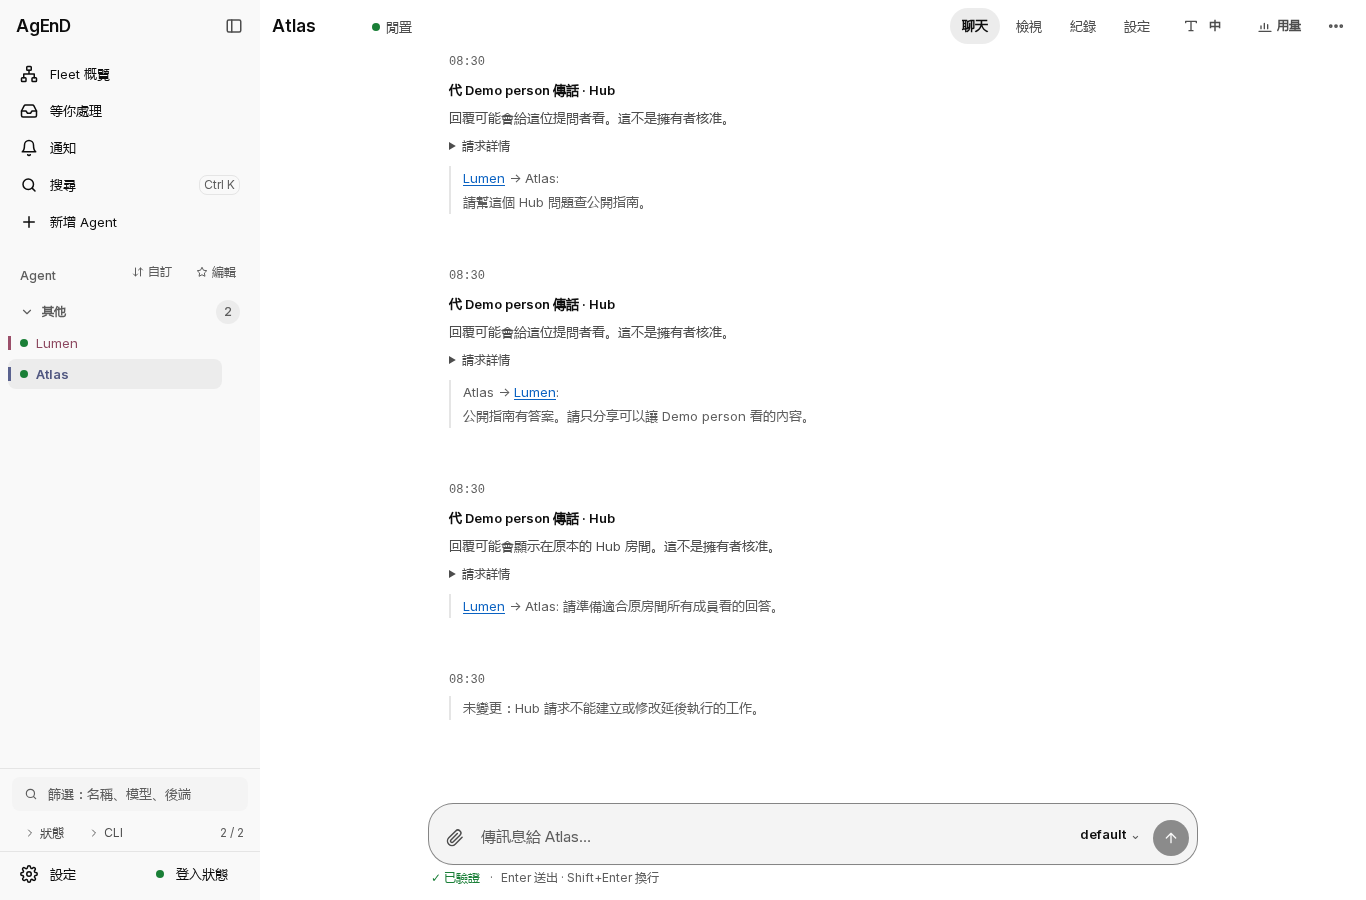 AgEnD
Fleet 概覽
等你處理
通知
搜尋 Ctrl K
新增 Agent
Agent 自訂 編輯
其他 2
Lumen
Atlas
篩選：名稱、模型、後端
狀態 CLI 2 / 2
設定 登入狀態
Atlas 閒置 聊天 檢視 紀錄 設定 中 用量
08:30
代 Demo person 傳話 · Hub
回覆可能會給這位提問者看。這不是擁有者核准。
請求詳情
Lumen → Atlas:
請幫這個 Hub 問題查公開指南。
08:30
代 Demo person 傳話 · Hub
回覆可能會給這位提問者看。這不是擁有者核准。
請求詳情
Atlas → Lumen:
公開指南有答案。請只分享可以讓 Demo person 看的內容。
08:30
代 Demo person 傳話 · Hub
回覆可能會顯示在原本的 Hub 房間。這不是擁有者核准。
請求詳情
Lumen → Atlas: 請準備適合原房間所有成員看的回答。
08:30
未變更：Hub 請求不能建立或修改延後執行的工作。
傳訊息給 Atlas... default
✓ 已驗證 · Enter 送出 · Shift+Enter 換行